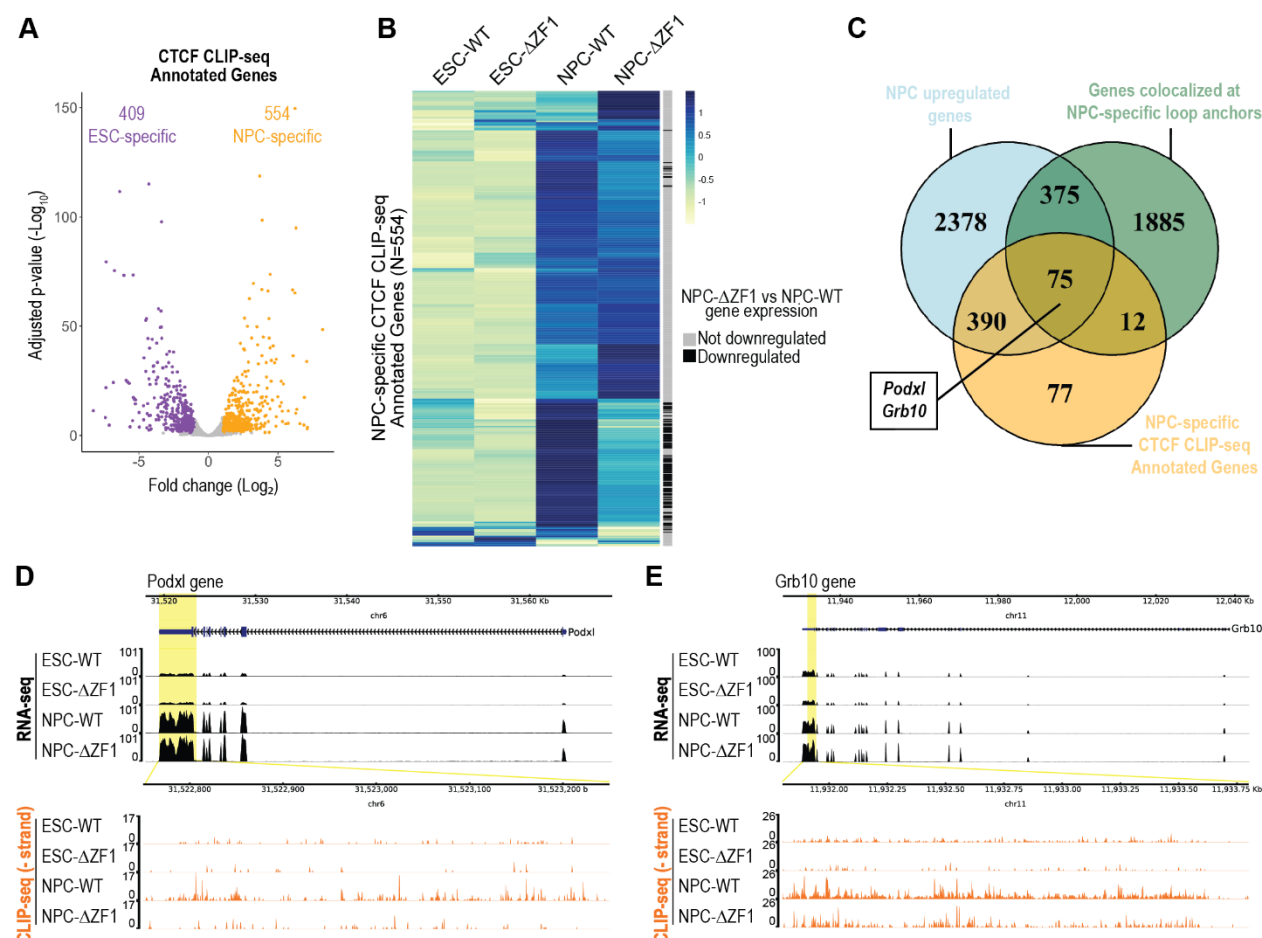 A
CTCF CLIP-seq
Annotated Genes
409
ESC-specific
554
NPC-specific
150
100
50
0
-5
0
5
Adjusted p-value (-Log10)
Fold change (Log2)
B
ESC-WT
ESC-ΔZF1
NPC-WT
NPC-ΔZF1
NPC-specific CTCF CLIP-seq
Annotated Genes (N=554)
1
0.5
0
-0.5
-1
NPC-ΔZF1 vs NPC-WT
gene expression
Not downregulated
Downregulated
C
NPC upregulated
genes
Genes colocalized at
NPC-specific loop anchors
2378
375
1885
75
390
12
77
Podxl
Grb10
NPC-specific
CTCF CLIP-seq
Annotated Genes
D
Podxl gene
31,520
31,530
31,540
31,550
31,560 Kb
chr6
Podxl
RNA-seq
ESC-WT
101
0
ESC-ΔZF1
101
0
NPC-WT
101
0
NPC-ΔZF1
101
0
31,522,800
31,522,900
31,523,000
31,523,100
31,523,200 b
chr6
CLIP-seq (- strand)
ESC-WT
17
0
ESC-ΔZF1
17
0
NPC-WT
17
0
NPC-ΔZF1
17
0
E
Grb10 gene
11,940
11,960
11,980
12,000
12,020
12,040 Kb
chr11
Grb10
RNA-seq
ESC-WT
100
0
ESC-ΔZF1
100
0
NPC-WT
100
0
NPC-ΔZF1
100
0
11,932.00
11,932.25
11,932.50
11,932.75
11,933.00
11,933.25
11,933.50
11,933.75 Kb
chr11
CLIP-seq (- strand)
ESC-WT
26
0
ESC-ΔZF1
26
0
NPC-WT
26
0
NPC-ΔZF1
26
0